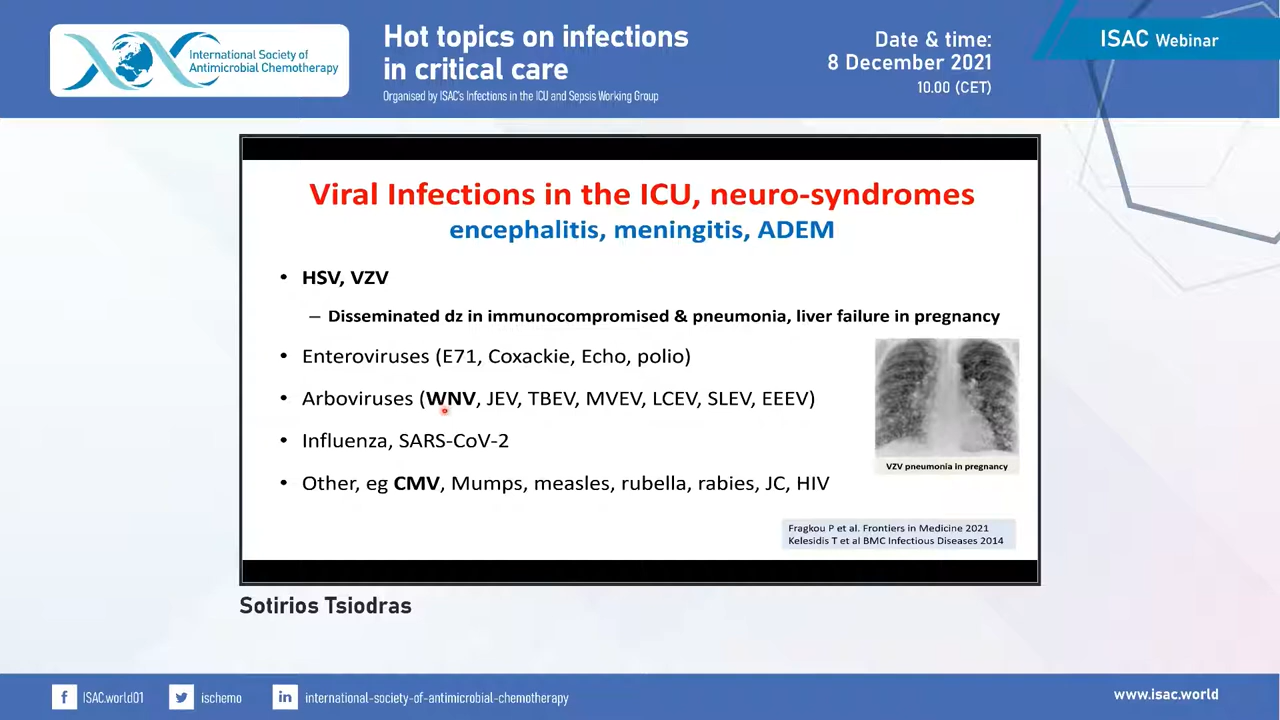 International Society of
Antimicrobial Chemotherapy
Hot topics on infections
in critical care
Organised by ISAC's Infections in the ICU and Sepsis Working Group
Date & time:
8 December 2021
10.00 (CET)
ISAC Webinar
Viral Infections in the ICU, neuro-syndromes
encephalitis, meningitis, ADEM
• HSV, VZV
– Disseminated dz in immunocompromised & pneumonia, liver failure in pregnancy
• Enteroviruses (E71, Coxackie, Echo, polio)
• Arboviruses (WNV, JEV, TBEV, MVEV, LCEV, SLEV, EEEV)
• Influenza, SARS-CoV-2
• Other, eg CMV, Mumps, measles, rubella, rabies, JC, HIV
VZV pneumonia in pregnancy
Fragkou P et al. Frontiers in Medicine 2021
Kelesidis T et al BMC Infectious Diseases 2014
Sotirios Tsiodras
ISAC.world01
ischemo
international-society-of-antimicrobial-chemotherapy
www.isac.world